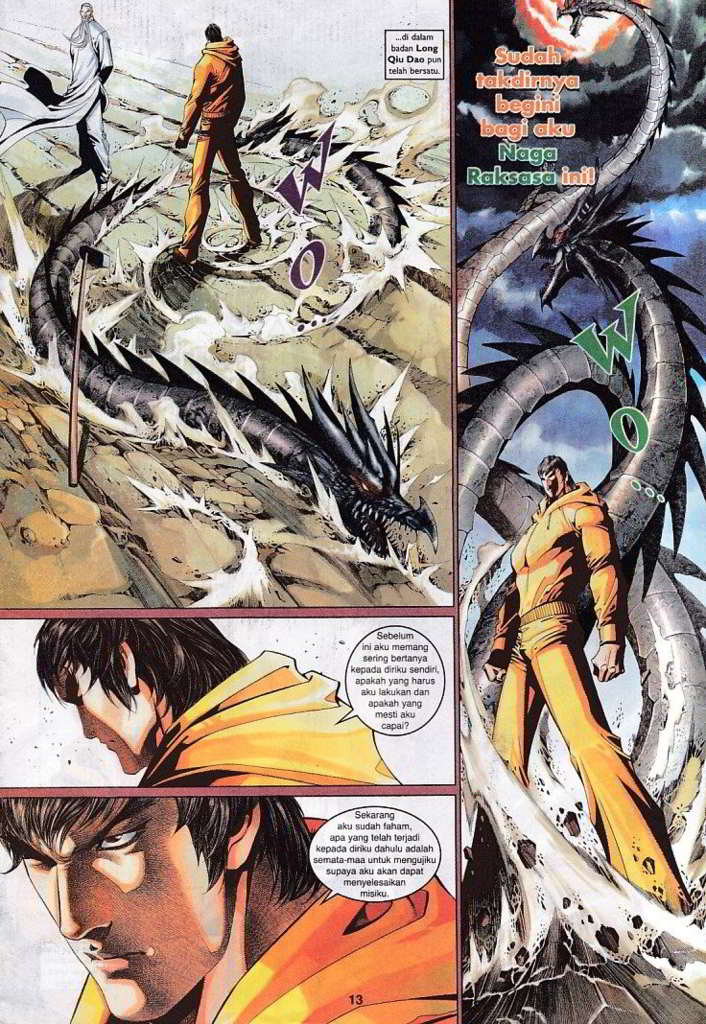 ...di dalam
badan Long
Qiu Dao pun
telah bersatu.
W
O
...
Sebelum
ini aku memang
sering bertanya
kepada diriku sendiri,
apakah yang harus
aku lakukan dan
apakah yang
mesti aku
capai?
Sekarang
aku sudah faham,
apa yang telah terjadi
kepada diriku dahulu adalah
semata-maa untuk mengujiku
supaya aku akan dapat
menyelesaikan
misiku.
13
Sudah
takdirnya
begini
bagi aku
Naga
Raksasa ini!
W
O
...